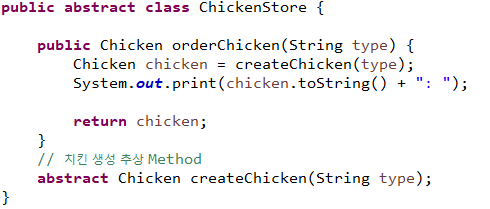 public abstract class ChickenStore {
public Chicken orderChicken(String type) {
Chicken chicken = createChicken(type);
System.out.print(chicken.toString() + ": ");
return chicken;
}
// 치킨 생성 추상 Method
abstract Chicken createChicken(String type);
}